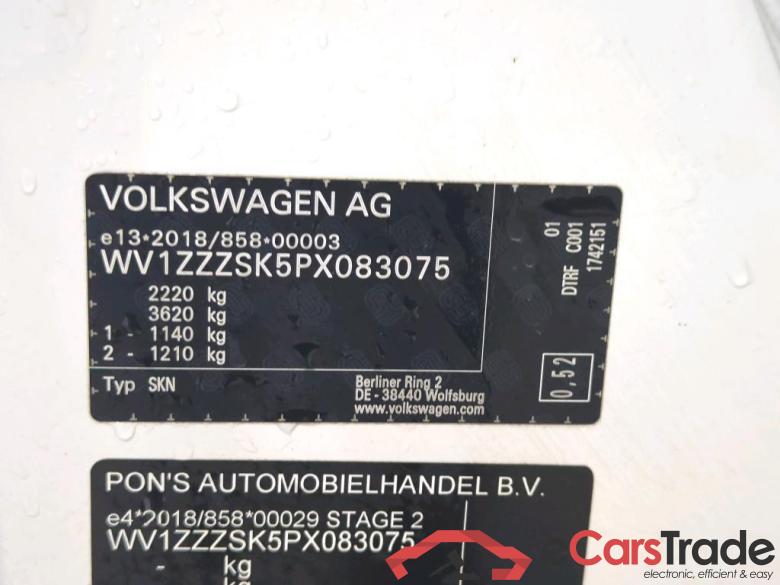 VOLKSWAGEN AG
e13*2018/858*00003
WV1ZZZSK5PX083075
2220 kg
3620 kg
1 - 1140 kg
2 - 1210 kg
Typ SKN
Berliner Ring 2
DE - 38440 Wolfsburg
www.volkswagen.com
01
DTRF C001
1742151
0,52
PON'S AUTOMOBIELHANDEL B.V.
e4*2018/858*00029 STAGE 2
WV1ZZZSK5PX083075
- kg
kg
CarsTrade
electronic, efficient & easy